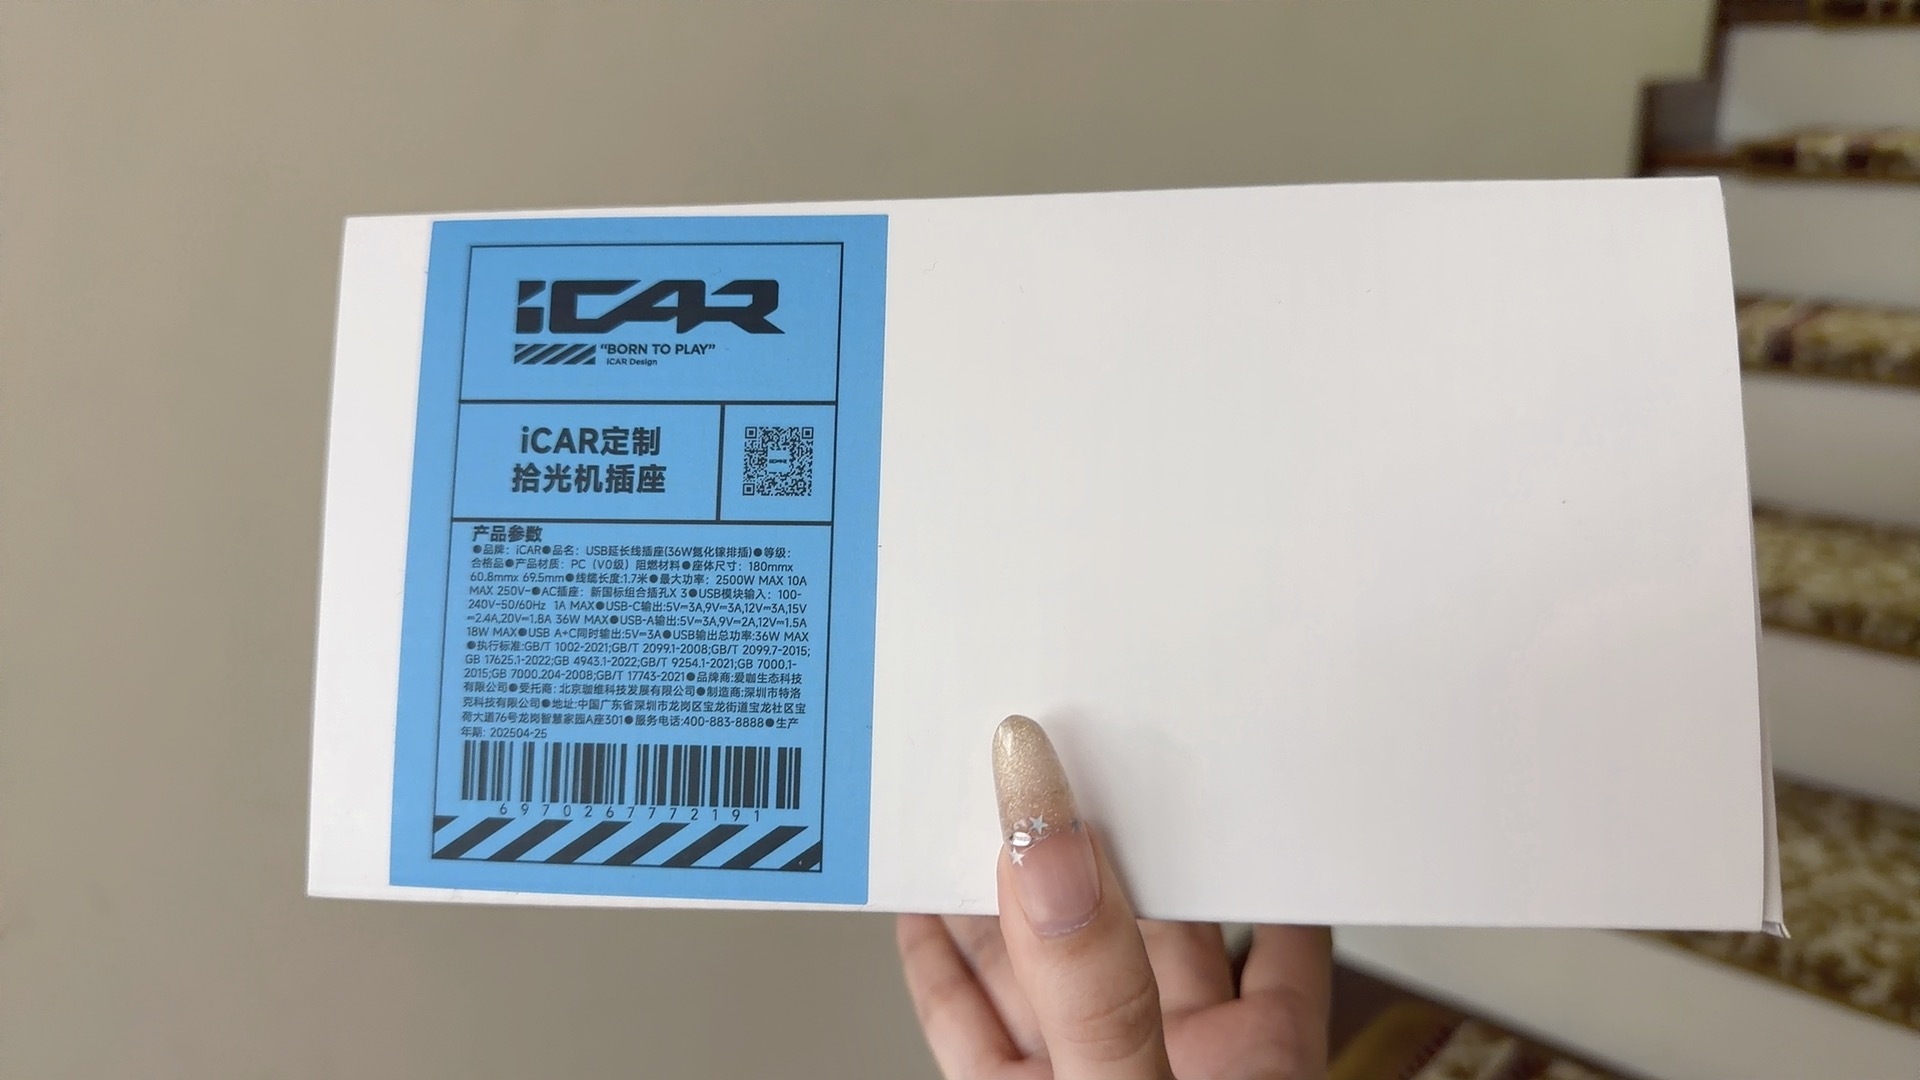 iCAR
“BORN TO PLAY”
ICAR Design
iCAR定制
拾光机插座
产品参数
●品牌：iCAR●品名：USB延长线插座(36W氮化镓排插)●等级：
合格品●产品材质：PC（V0级）阻燃材料●座体尺寸：180mmx
60.8mmx 69.5mm●线缆长度:1.7米●最大功率：2500W MAX 10A
MAX 250V~●AC插座：新国标组合插孔X 3●USB模块输入：100-
240V~50/60Hz 1A MAX●USB-C输出:5V⎓3A,9V⎓3A,12V⎓3A,15V
⎓2.4A,20V⎓1.8A 36W MAX●USB-A输出:5V⎓3A,9V⎓2A,12V⎓1.5A
18W MAX●USB A+C同时输出:5V⎓3A●USB输出总功率:36W MAX
●执行标准:GB/T 1002-2021;GB/T 2099.1-2008;GB/T 2099.7-2015;
GB 17625.1-2022;GB 4943.1-2022;GB/T 9254.1-2021;GB 7000.1-
2015;GB 7000.204-2008;GB/T 17743-2021●品牌商:爱咖生态科技
有限公司●受托商: 北京珈维科技发展有限公司●制造商:深圳市特洛
克科技有限公司●地址:中国广东省深圳市龙岗区宝龙街道宝龙社区宝
荷大道76号龙岗智慧家园A座301●服务电话:400-883-8888●生产
年期: 202504-25
6970267772191